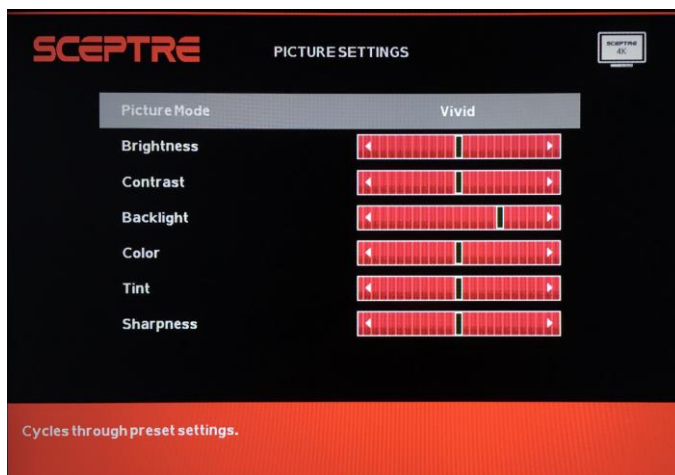 SCEPTRE
PICTURE SETTINGS
SCEPTRE
4K
Picture Mode Vivid
Brightness
Contrast
Backlight
Color
Tint
Sharpness
Cycles through preset settings.